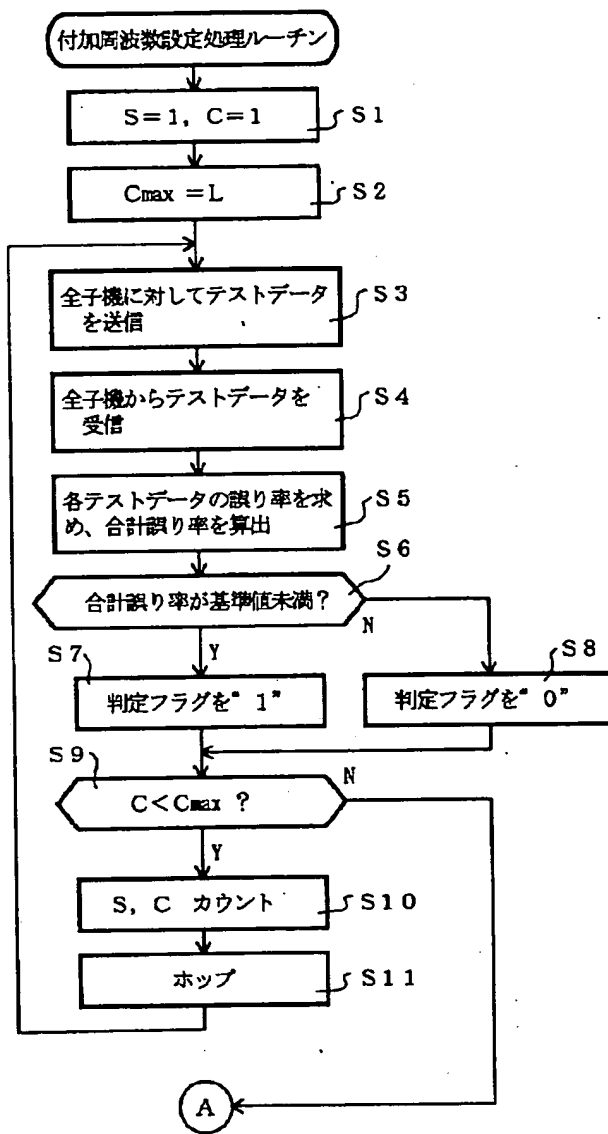 付加周波数設定処理ルーチン
S=1, C=1
S1
Cmax =L
S2
全子機に対してテストデータ
を送信
S3
全子機からテストデータを
受信
S4
各テストデータの誤り率を求
め、合計誤り率を算出
S5
S6
合計誤り率が基準値未満?
N
Y
S7
判定フラグを“1”
S8
判定フラグを“0”
S9
C<Cmax ?
N
Y
S, C カウント
S10
ホップ
S11
A